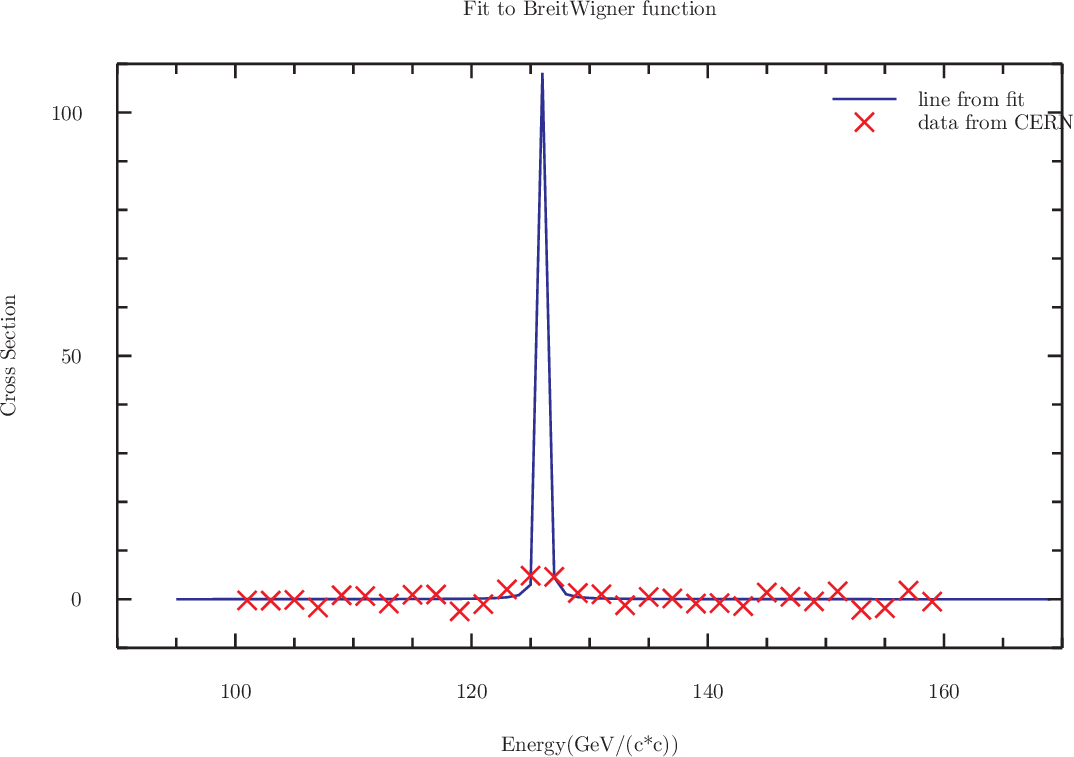 Fit to BreitWigner function
line from fit
data from CERN
100
50
0
Cross Section
100 120 140 160
Energy(GeV/(c*c))